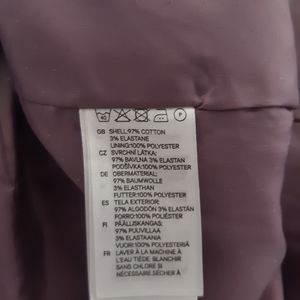 GB SHELL:97% COTTON
3% ELASTANE
LINING:100% POLYESTER
CZ SVRCHNÍ LÁTKA:
97% BAVLNA 3% ELASTAN
PODŠÍVKA:100% POLYESTER
DE OBERMATERIAL:
97% BAUMWOLLE
3% ELASTHAN
FUTTER:100% POLYESTER
ES TELA EXTERIOR:
97% ALGODÓN 3% ELASTÁN
FORRO:100% POLIÉSTER
FI PÄÄLLISKANGAS:
97% PUUVILLAA
3% ELASTAANIA
VUORI:100% POLYESTERIÄ
FR LAVER À LA MACHINE À
L'EAU TIÈDE. BLANCHIR
SANS CHLORE SI
NÉCESSAIRE. SÉCHER À